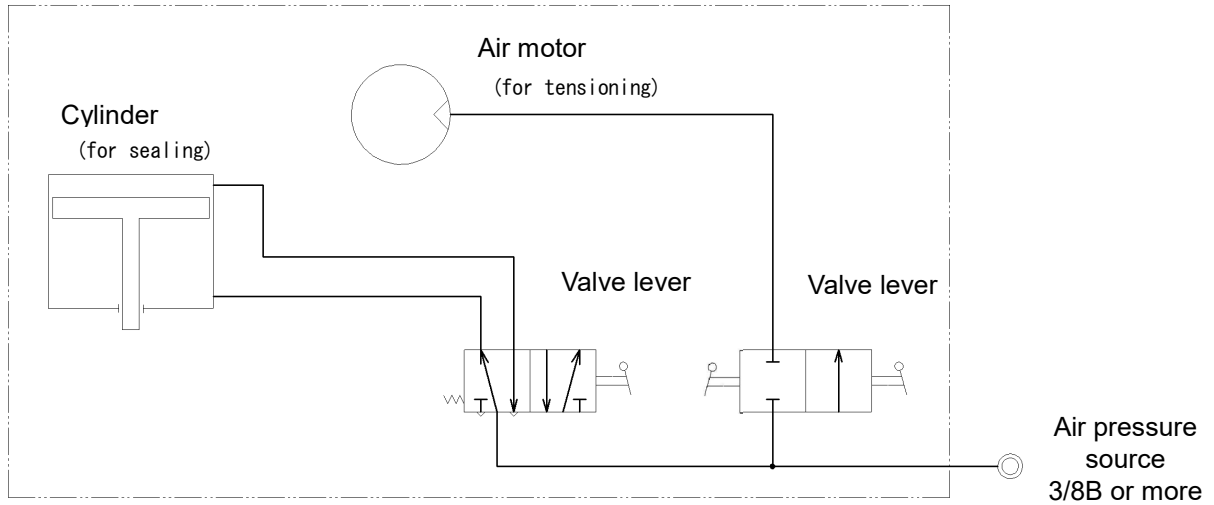 Air motor
(for tensioning)
Cylinder
(for sealing)
Valve lever
Valve lever
Air pressure
source
3/8B or more